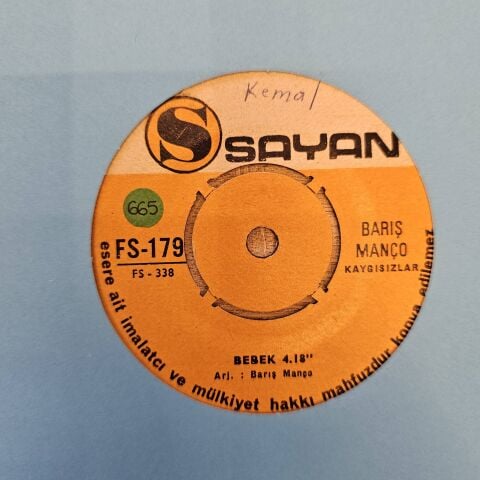 Kemal
S SAYAN
665
FS-179
FS - 338
BARIŞ
MANÇO
KAYGISIZLAR
BEBEK 4.18"
Arj. : Barış Manço
esere ait imalatcı ve mülkiyet hakkı mahfuzdur kopya edilemez